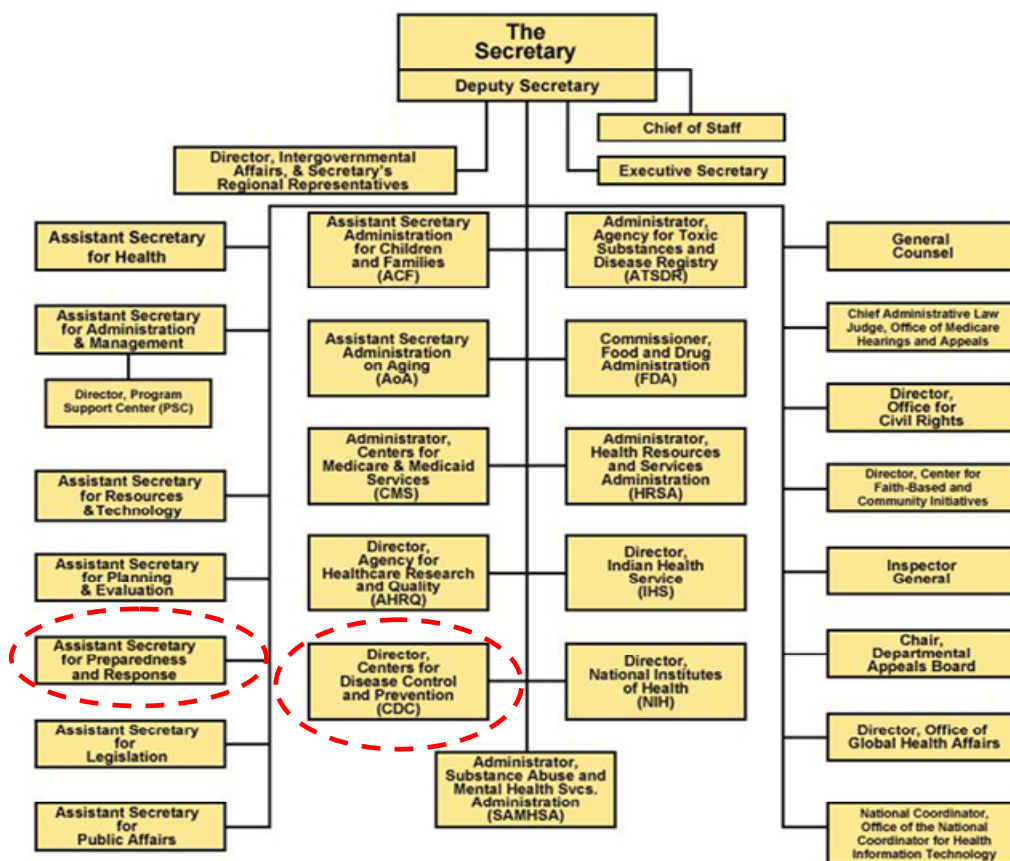 The
Secretary
Deputy Secretary
Chief of Staff
Director, Intergovernmental
Affairs, & Secretary's
Regional Representatives
Executive Secretary
Assistant Secretary
for Health
Assistant Secretary
Administration
for Children
and Families
(ACF)
Administrator,
Agency for Toxic
Substances and
Disease Registry
(ATSDR)
General
Counsel
Assistant Secretary
for Administration
& Management
Director, Program
Support Center (PSC)
Assistant Secretary
Administration
on Aging
(AoA)
Commissioner,
Food and Drug
Administration
(FDA)
Chief Administrative Law
Judge, Office of Medicare
Hearings and Appeals
Director,
Office for
Civil Rights
Assistant Secretary
for Resources
& Technology
Administrator,
Centers for
Medicare & Medicaid
Services
(CMS)
Administrator,
Health Resources
and Services
Administration
(HRSA)
Director, Center for
Faith-Based and
Community Initiatives
Assistant Secretary
for Planning
& Evaluation
Director,
Agency for
Healthcare Research
and Quality
(AHRQ)
Director,
Indian Health
Service
(IHS)
Inspector
General
Assistant Secretary
for Preparedness
and Response
Director,
Centers for
Disease Control
and Prevention
(CDC)
Director,
National Institutes
of Health
(NIH)
Chair,
Departmental
Appeals Board
Assistant Secretary
for
Legislation
Director, Office of
Global Health Affairs
Administrator,
Substance Abuse and
Mental Health Svcs.
Administration
(SAMHSA)
Assistant Secretary
for
Public Affairs
National Coordinator,
Office of the National
Coordinator for Health
Information Technology